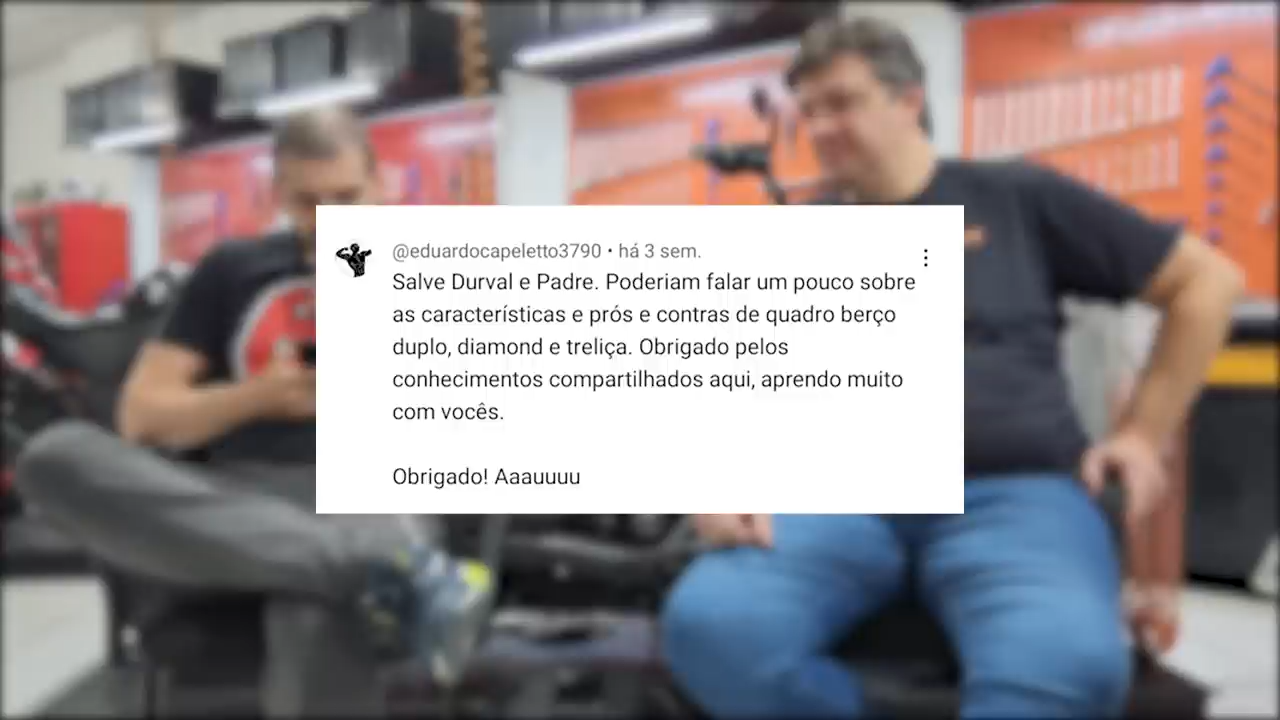 @eduardocapeletto3790 • há 3 sem.
Salve Durval e Padre. Poderiam falar um pouco sobre
as características e prós e contras de quadro berço
duplo, diamond e treliça. Obrigado pelos
conhecimentos compartilhados aqui, aprendo muito
com vocês.
Obrigado! Aaauuuu